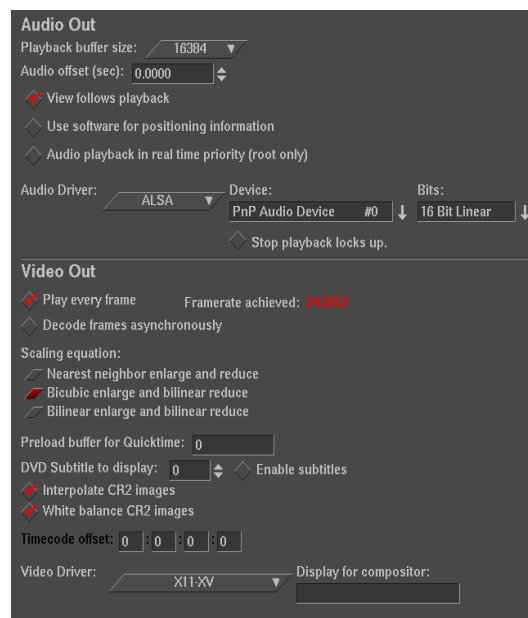 Audio Out
Playback buffer size: 16384
Audio offset (sec): 0.0000
View follows playback
Use software for positioning information
Audio playback in real time priority (root only)
Audio Driver: ALSA Device: PnP Audio Device #0 Bits: 16 Bit Linear
Stop playback locks up.
Video Out
Play every frame Framerate achieved: 24.8252
Decode frames asynchronously
Scaling equation:
Nearest neighbor enlarge and reduce
Bicubic enlarge and bilinear reduce
Bilinear enlarge and bilinear reduce
Preload buffer for Quicktime: 0
DVD Subtitle to display: 0 Enable subtitles
Interpolate CR2 images
White balance CR2 images
Timecode offset: 0 : 0 : 0 : 0
Video Driver: X11-XV Display for compositor: